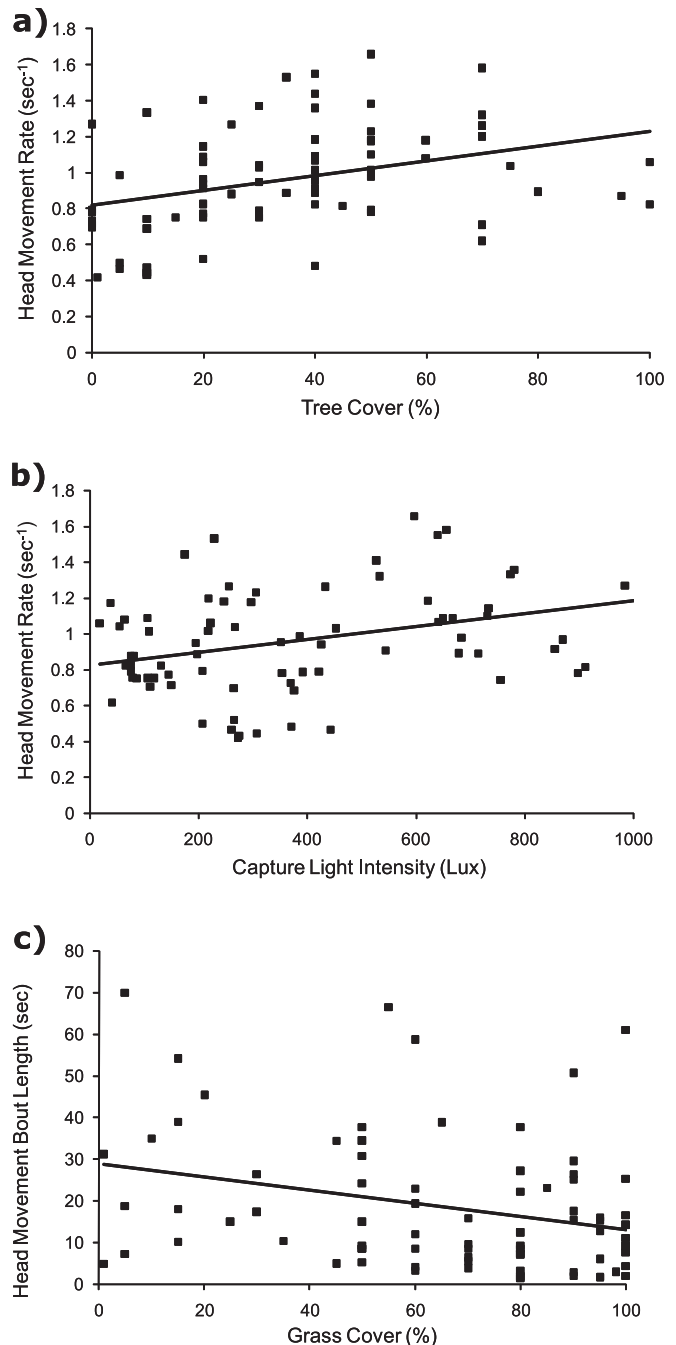 a)
1.8
1.6
1.4
1.2
1
0.8
0.6
0.4
0.2
0
Head Movement Rate (sec⁻¹)
0 20 40 60 80 100
Tree Cover (%)
b)
1.8
1.6
1.4
1.2
1
0.8
0.6
0.4
0.2
0
Head Movement Rate (sec⁻¹)
0 200 400 600 800 1000
Capture Light Intensity (Lux)
c)
80
70
60
50
40
30
20
10
0
Head Movement Bout Length (sec)
0 20 40 60 80 100
Grass Cover (%)